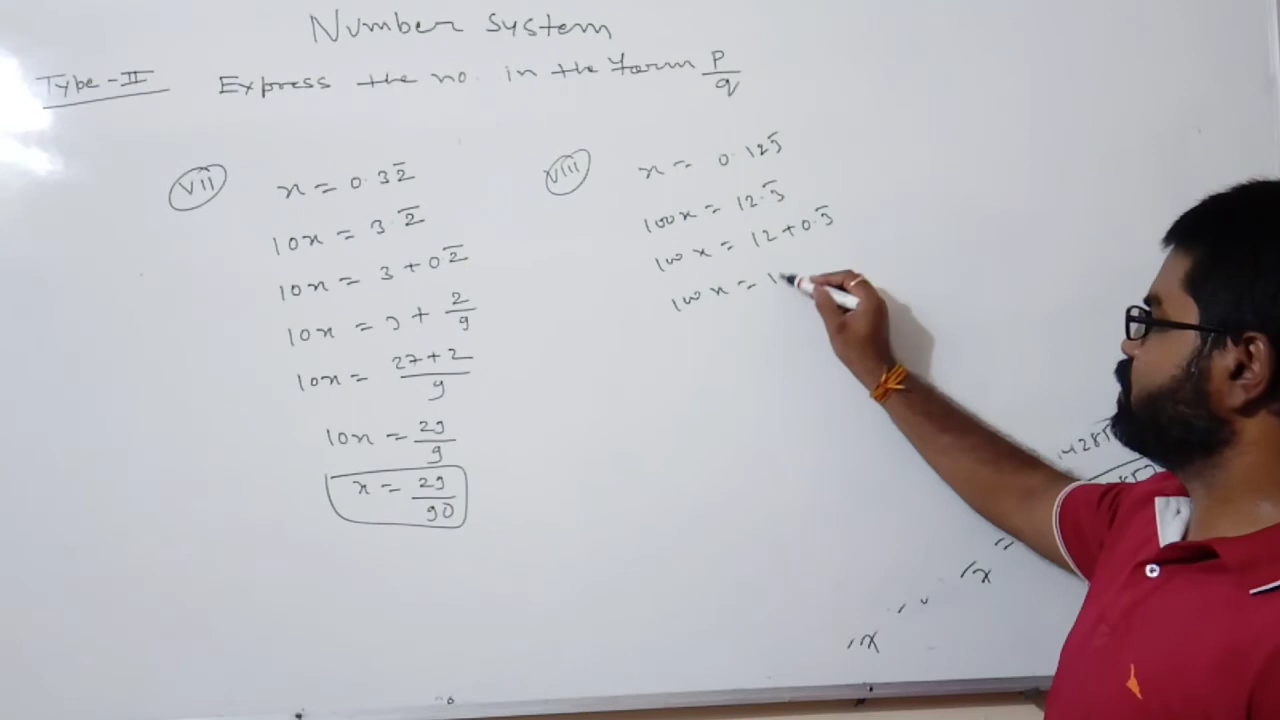 Number System
Type-II Express the no. in the form p/q
VII x = 0.32̅
10x = 3.2̅
10x = 3 + 0.2̅
10x = 3 + 2/9
10x = 27+2/9
10x = 29/9
x = 29/90
VIII x = 0.125̅
100x = 12.5̅
100x = 12+0.5̅
100x = 1